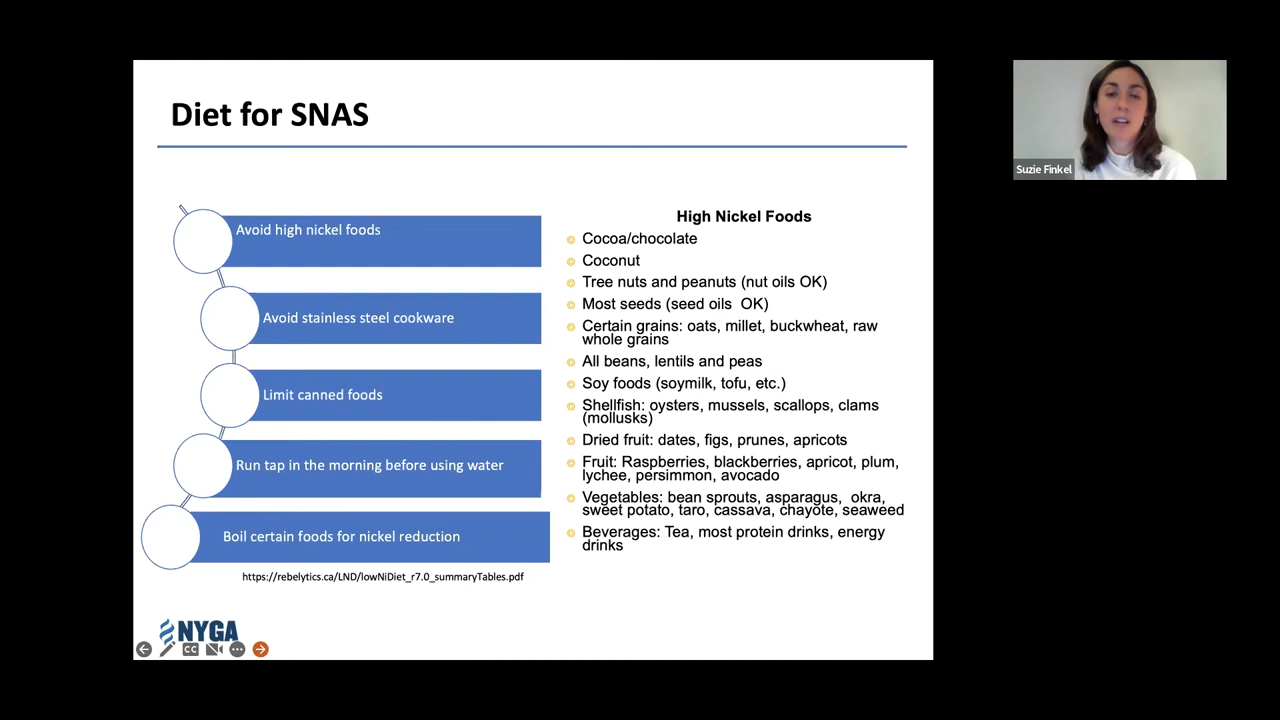 Diet for SNAS
Avoid high nickel foods
Avoid stainless steel cookware
Limit canned foods
Run tap in the morning before using water
Boil certain foods for nickel reduction
https://rebelytics.ca/LND/lowNiDiet_r7.0_summaryTables.pdf
High Nickel Foods
Cocoa/chocolate
Coconut
Tree nuts and peanuts (nut oils OK)
Most seeds (seed oils  OK)
Certain grains: oats, millet, buckwheat, raw
whole grains
All beans, lentils and peas
Soy foods (soymilk, tofu, etc.)
Shellfish: oysters, mussels, scallops, clams
(mollusks)
Dried fruit: dates, figs, prunes, apricots
Fruit: Raspberries, blackberries, apricot, plum,
lychee, persimmon, avocado
Vegetables: bean sprouts, asparagus,  okra,
sweet potato, taro, cassava, chayote, seaweed
Beverages: Tea, most protein drinks, energy
drinks
NYGA
CC
Suzie Finkel